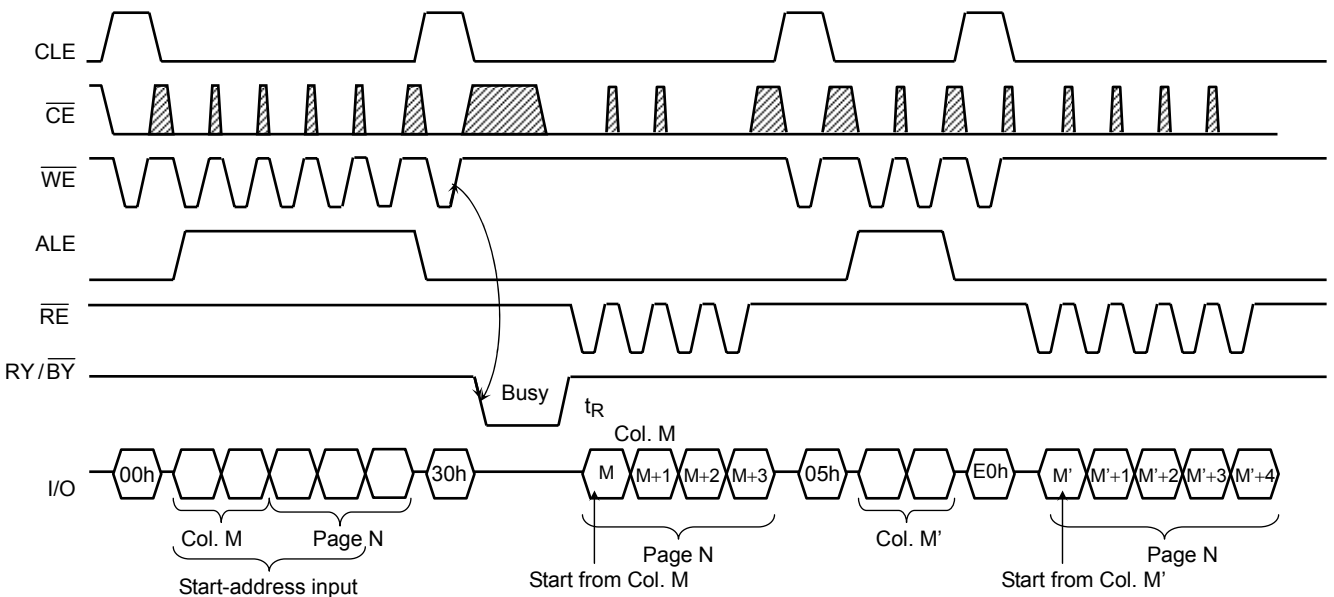 CLE
CE
WE
ALE
RE
RY/BY
Busy
tR
Col. M
I/O
00h
30h
M
M+1
M+2
M+3
05h
E0h
M'
M'+1
M'+2
M'+3
M'+4
Col. M
Page N
Page N
Col. M'
Page N
Start-address input
Start from Col. M
Start from Col. M'